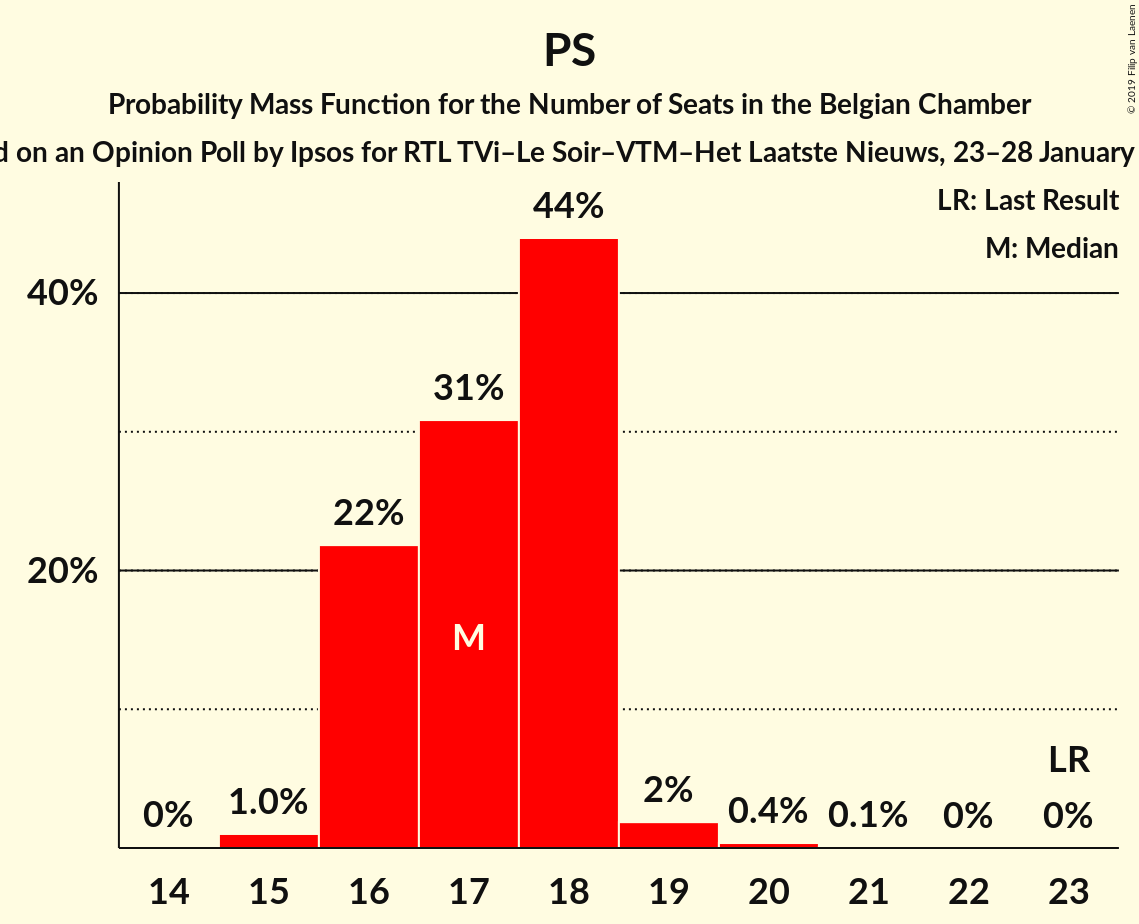 PS
Probability Mass Function for the Number of Seats in the Belgian Chamber
on an Opinion Poll by Ipsos for RTL TVi–Le Soir–VTM–Het Laatste Nieuws, 23–28 January
© 2019 Filip van Laenen
LR: Last Result
M: Median
44%
40%
31%
22%
20%
M
LR
0%
1.0%
2%
0.4%
0.1%
0%
0%
14 15 16 17 18 19 20 21 22 23